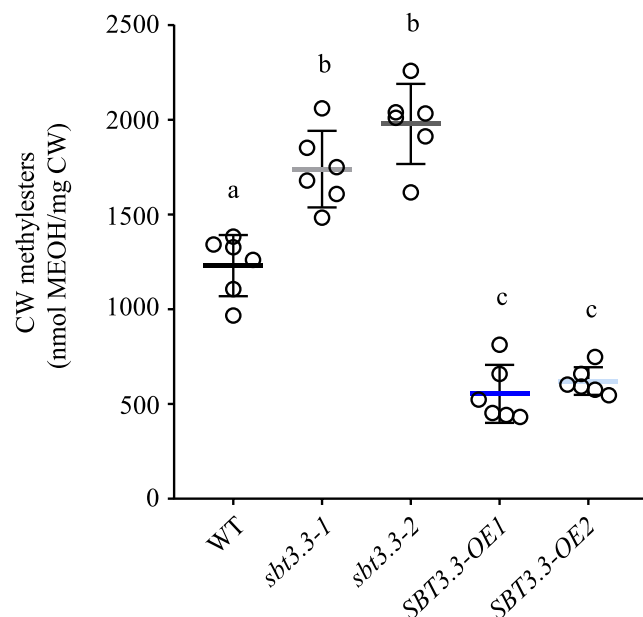 CW methylesters
(nmol MEOH/mg CW)
2500
2000
1500
1000
500
0
a
b
b
c
c
WT
sbt3.3-1
sbt3.3-2
SBT3.3-OE1
SBT3.3-OE2